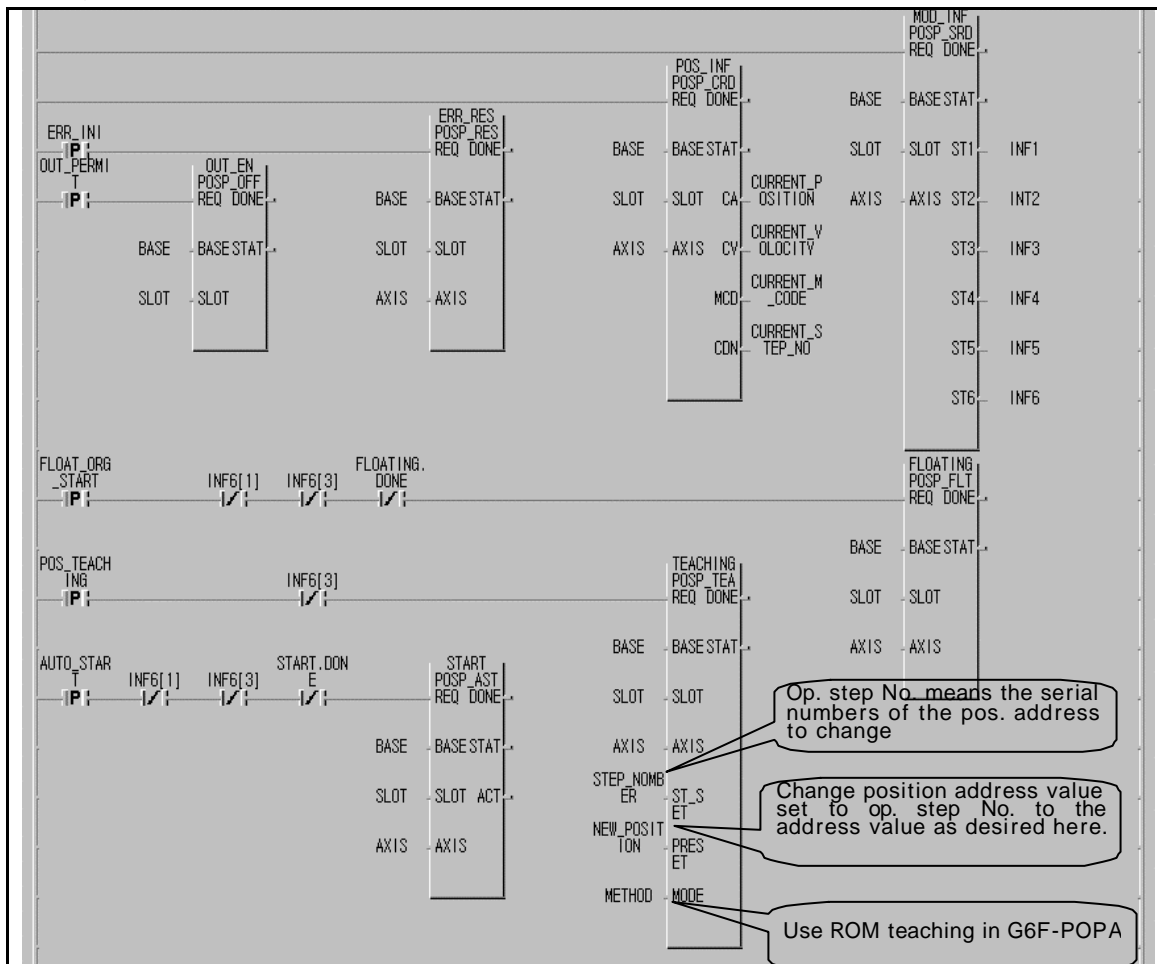 MOD_INF
POSP_SRD
REQ DONE
POS_INF
POSP_CRD
REQ DONE
BASE BASE STAT
ERR_RES
POSP_RES
REQ DONE
ERR_INI
P
BASE BASE STAT
SLOT SLOT ST1 INF1
OUT_PERMI
T
P
OUT_EN
POSP_OFF
REQ DONE
BASE BASE STAT
SLOT SLOT CA
CURRENT_P
OSITION
AXIS AXIS ST2 INT2
BASE BASE STAT
SLOT SLOT
AXIS AXIS CV
CURRENT_V
OLOCITY
ST3 INF3
SLOT SLOT
AXIS AXIS
MCD
CURRENT_M
_CODE
ST4 INF4
CDN
CURRENT_S
TEP_NO
ST5 INF5
ST6 INF6
FLOAT_ORG
_START
P
INF6[1]
INF6[3]
FLOATING.
DONE
FLOATING
POSP_FLT
REQ DONE
BASE BASE STAT
POS_TEACH
ING
P
INF6[3]
TEACHING
POSP_TEA
REQ DONE
SLOT SLOT
BASE BASE STAT
AXIS AXIS
AUTO_STAR
T
P
INF6[1]
INF6[3]
START.DON
E
START
POSP_AST
REQ DONE
SLOT SLOT
Op. step No. means the serial
numbers of the pos. address
to change
BASE BASE STAT
AXIS AXIS
SLOT SLOT ACT
STEP_NOMB
ER
ST_S
ET
Change position address value
set to op. step No. to the
address value as desired here.
AXIS AXIS
NEW_POSIT
ION
PRES
ET
METHOD MODE
Use ROM teaching in G6F-POPA